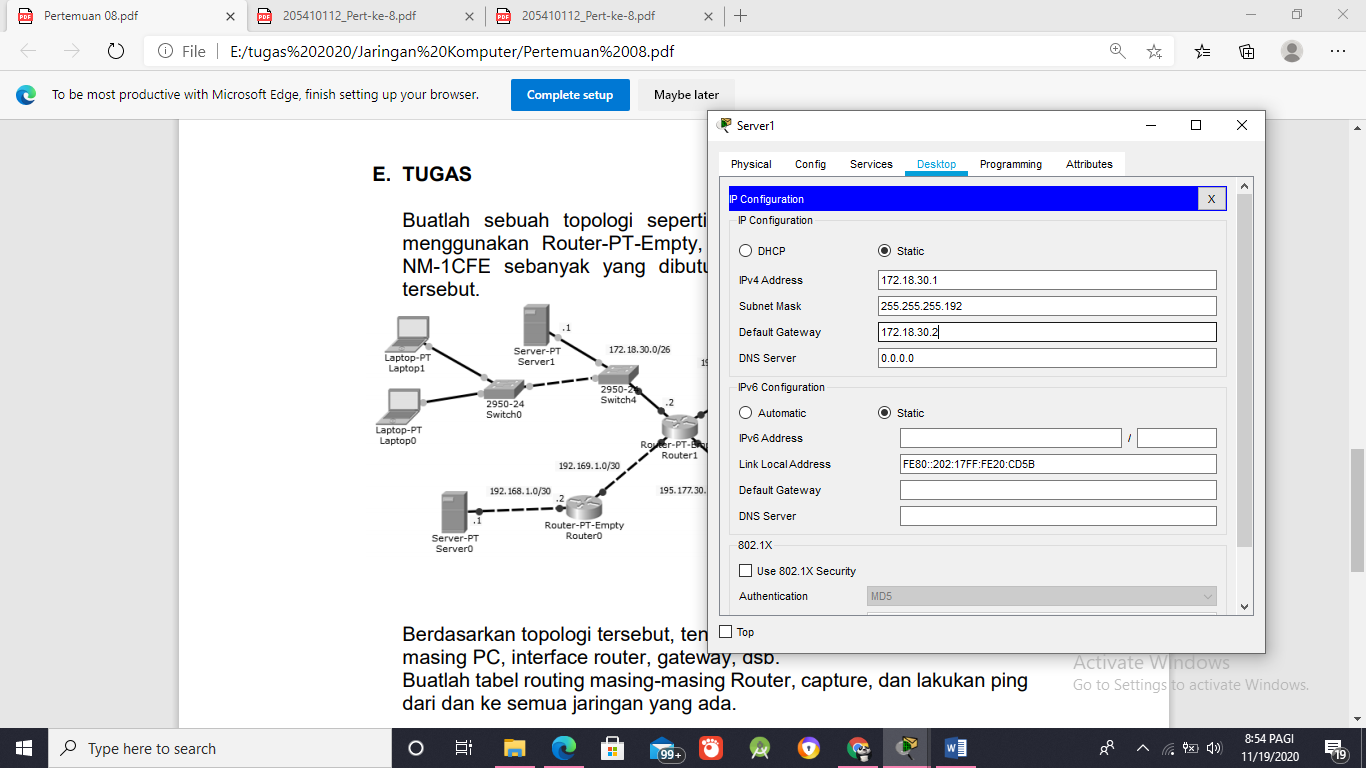 Pertemuan 08.pdf
205410112_Pert-ke-8.pdf
205410112_Pert-ke-8.pdf
File
E:/tugas%202020/Jaringan%20Komputer/Pertemuan%2008.pdf
To be most productive with Microsoft Edge, finish setting up your browser.
Complete setup
Maybe later
E. TUGAS
Buatlah sebuah topologi seperti
menggunakan Router-PT-Empty,
NM-1CFE sebanyak yang
tersebut.
Laptop-PT
Laptop1
Laptop-PT
Laptop0
Server-PT
Server1
.1
172.18.30.0/26
2950-24
Switch0
2950-24
Switch4
.2
Router1
192.169.1.0/30
195.177.30.
192.168.1.0/30
.2
.1
Router-PT-Empty
Router0
Server-PT
Server0
Berdasarkan topologi tersebut,
masing PC, interface router, gateway, dsb.
Buatlah tabel routing masing-masing Router, capture, dan lakukan ping
dari dan ke semua jaringan yang ada.
Server1
Physical
Config
Services
Desktop
Programming
Attributes
IP Configuration
X
IP Configuration
DHCP
Static
IPv4 Address
172.18.30.1
Subnet Mask
255.255.255.192
Default Gateway
172.18.30.2
DNS Server
0.0.0.0
IPv6 Configuration
Automatic
Static
IPv6 Address
/
Link Local Address
FE80::202:17FF:FE20:CD5B
Default Gateway
DNS Server
802.1X
Use 802.1X Security
Authentication
MD5
Top
Activate Windows
Go to Settings to activate Windows.
Type here to search
99+
8:54 PAGI
11/19/2020
19